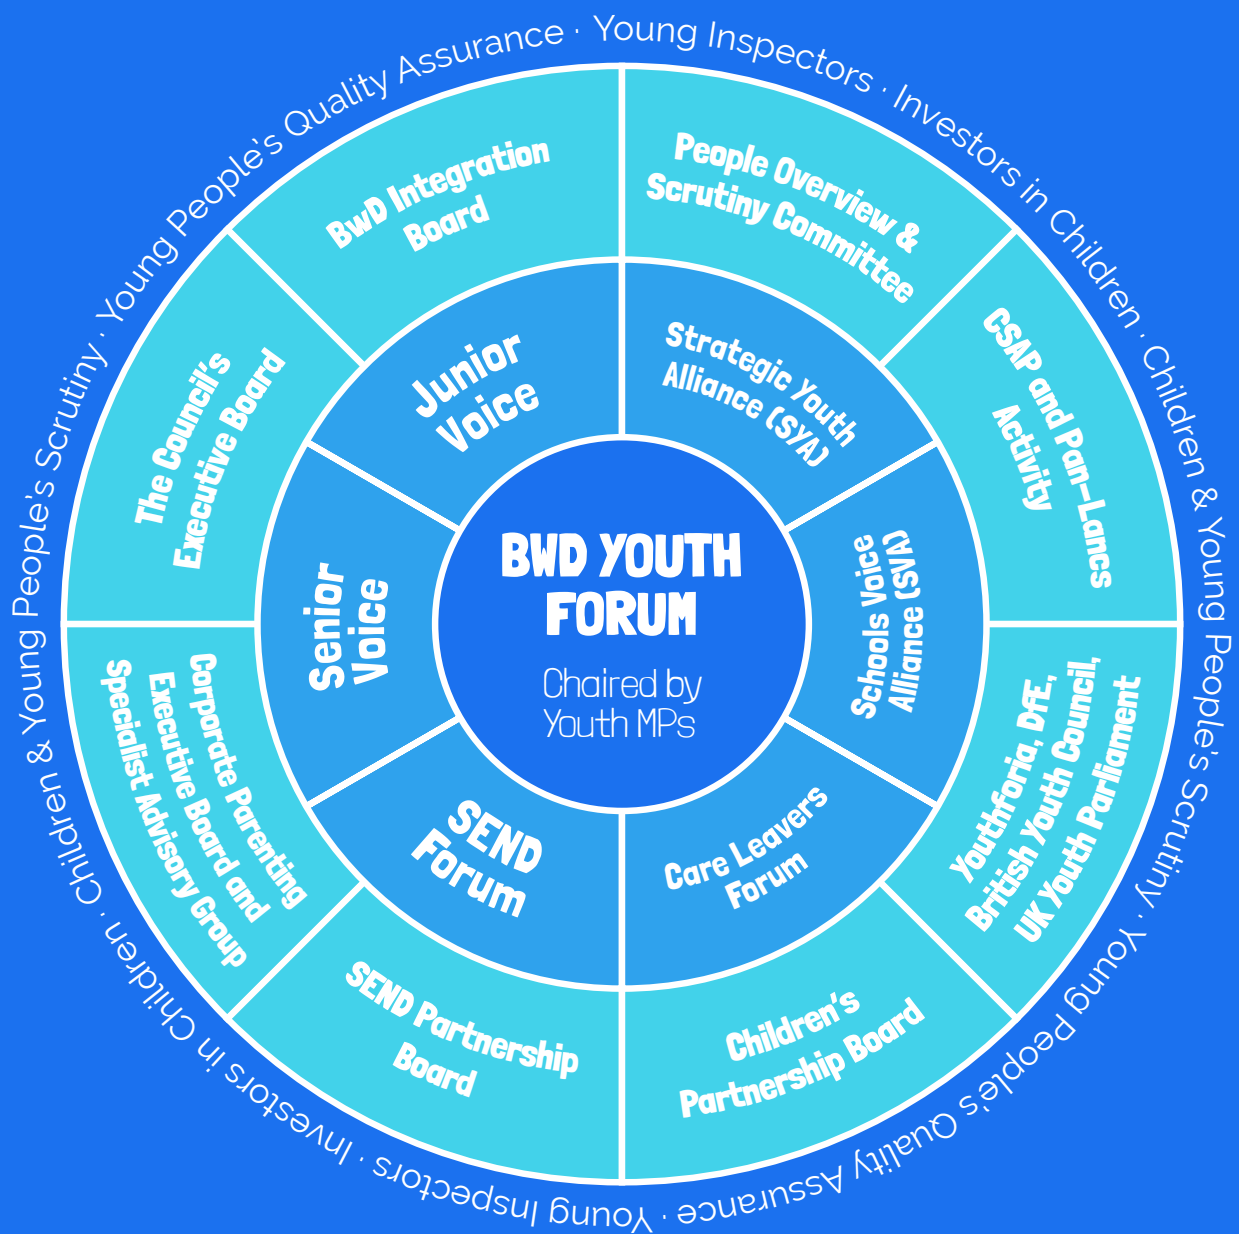 BWD YOUTH
FORUM
Chaired by
Youth MPs
Strategic Youth
Alliance (SYA)
Schools Voice
Alliance (SVA)
Care Leavers
Forum
SEND
Forum
Senior
Voice
Junior
Voice
People Overview &
Scrutiny Committee
CSAP and Pan-Lancs
Activity
Youthforia, DfE,
British Youth Council,
UK Youth Parliament
Children's
Partnership Board
SEND Partnership
Board
Corporate Parenting
Executive Board and
Specialist Advisory Group
The Council's
Executive Board
BwD Integration
Board
Young Inspectors · Investors in Children · Children & Young People's Scrutiny · Young People's Quality Assurance · Young Inspectors · Investors in Children · Children & Young People's Scrutiny · Young People's Quality Assurance ·